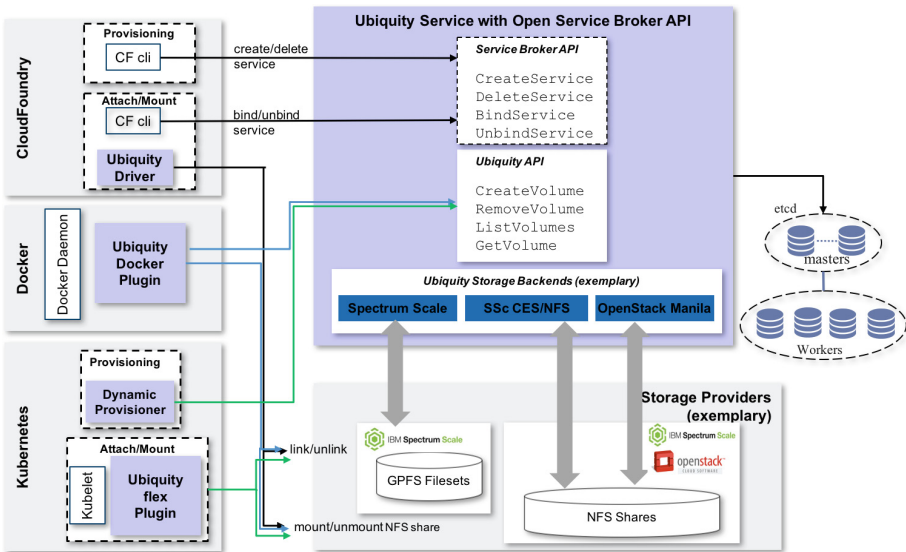 Ubiquity Service with Open Service Broker API
CloudFoundry
Provisioning
CF cli
create/delete
service
Attach/Mount
CF cli
bind/unbind
service
Ubiquity
Driver
Service Broker API
CreateService
DeleteService
BindService
UnbindService
Ubiquity API
CreateVolume
RemoveVolume
ListVolumes
GetVolume
Docker
Docker Daemon
Ubiquity
Docker
Plugin
Ubiquity Storage Backends (exemplary)
Spectrum Scale
SSc CES/NFS
OpenStack Manila
etcd
masters
Workers
Kubernetes
Provisioning
Dynamic
Provisioner
Attach/Mount
Kubelet
Ubiquity
flex
Plugin
link/unlink
mount/unmount NFS share
Storage Providers
(exemplary)
IBM Spectrum Scale
GPFS Filesets
IBM Spectrum Scale
openstack
CLOUD SOFTWARE
NFS Shares